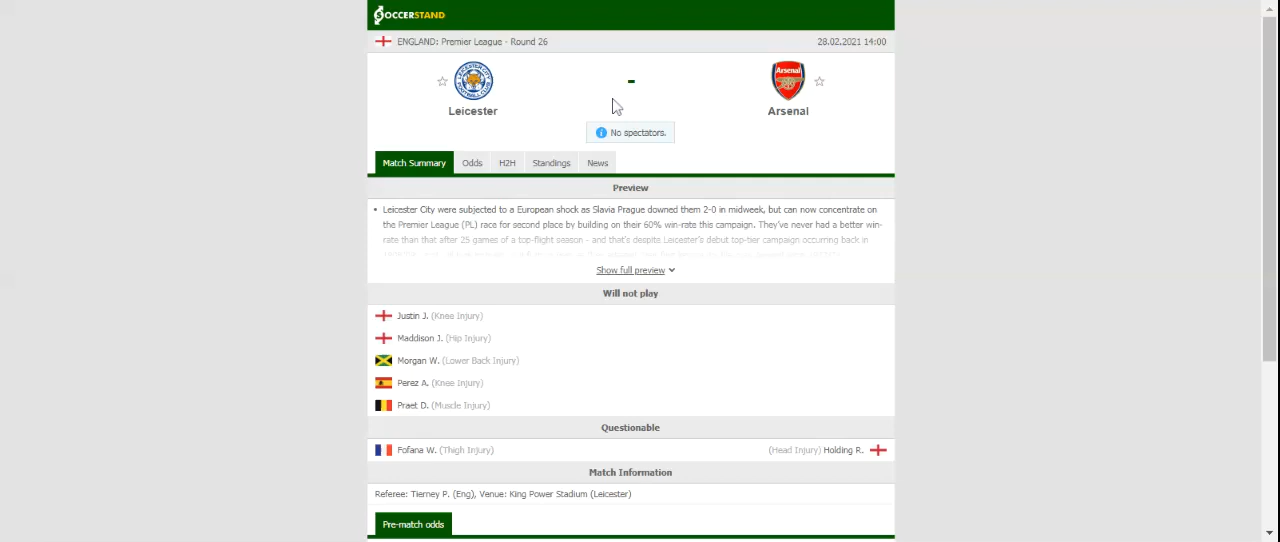 SOCCERSTAND
ENGLAND: Premier League - Round 26 28.02.2021 14:00
Arsenal
Leicester Arsenal
-
No spectators.
Match Summary Odds H2H Standings News
Preview
• Leicester City were subjected to a European shock as Slavia Prague downed them 2-0 in midweek, but can now concentrate on
the Premier League (PL) race for second place by building on their 60% win-rate this campaign. They've never had a better win-
rate than that after 25 games of a top-flight season - and that's despite Leicester's debut top-tier campaign occurring back in
Show full preview
Will not play
Justin J. (Knee Injury)
Maddison J. (Hip Injury)
Morgan W. (Lower Back Injury)
Perez A. (Knee Injury)
Praet D. (Muscle Injury)
Questionable
Fofana W. (Thigh Injury) (Head Injury) Holding R.
Match Information
Referee: Tierney P. (Eng), Venue: King Power Stadium (Leicester)
Pre-match odds